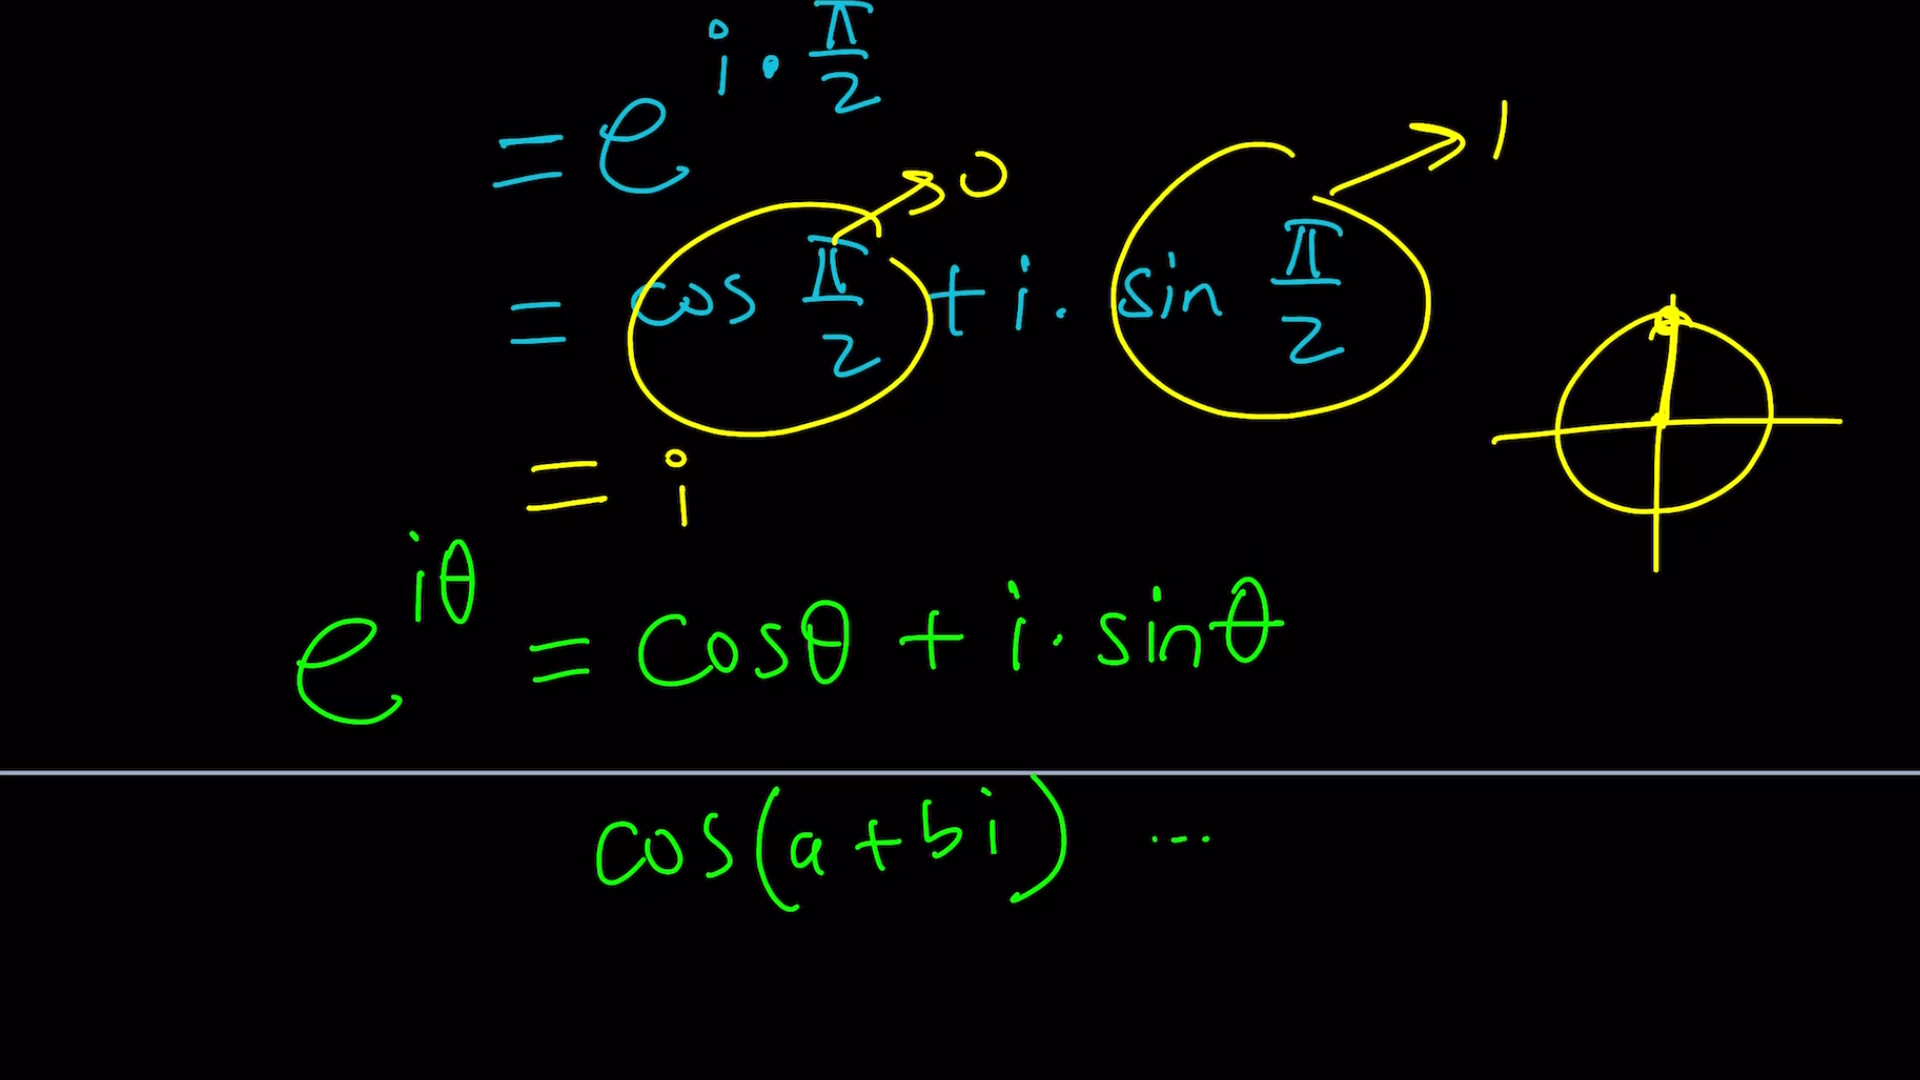 = e^{i · π/2}
= cos π/2 → 0 + i · sin π/2 → 1
= i
e^{iθ} = cosθ + i · sinθ
cos(a + bi) ...